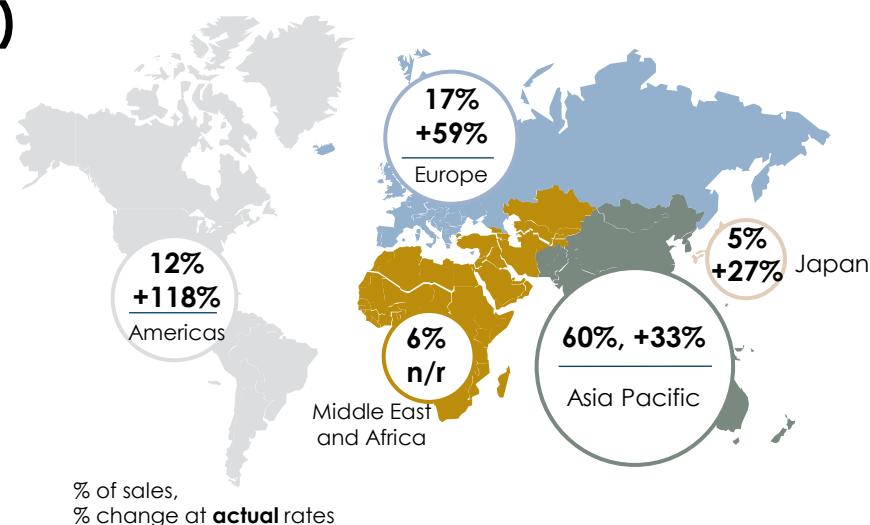 )
17%
+59%
Europe
12%
+118%
Americas
5%
+27%
Japan
60%, +33%
Asia Pacific
6%
n/r
Middle East
and Africa
% of sales,
% change at actual rates